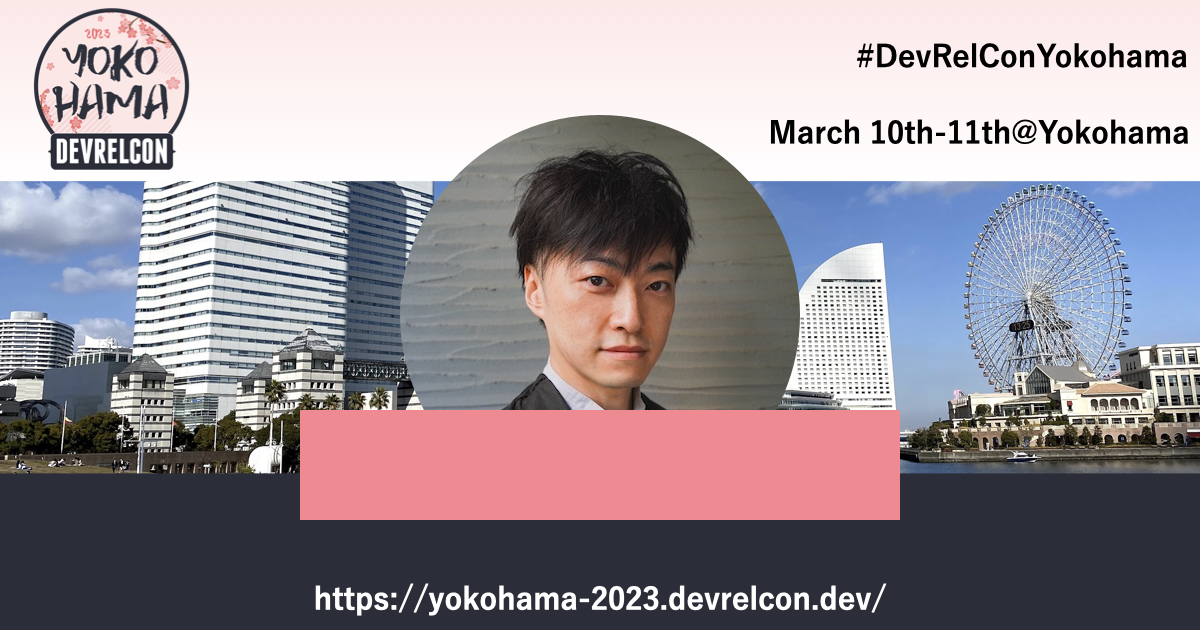 2023
YOKO
HAMA
DEVRELCON
#DevRelConYokohama
March 10th-11th@Yokohama
https://yokohama-2023.devrelcon.dev/